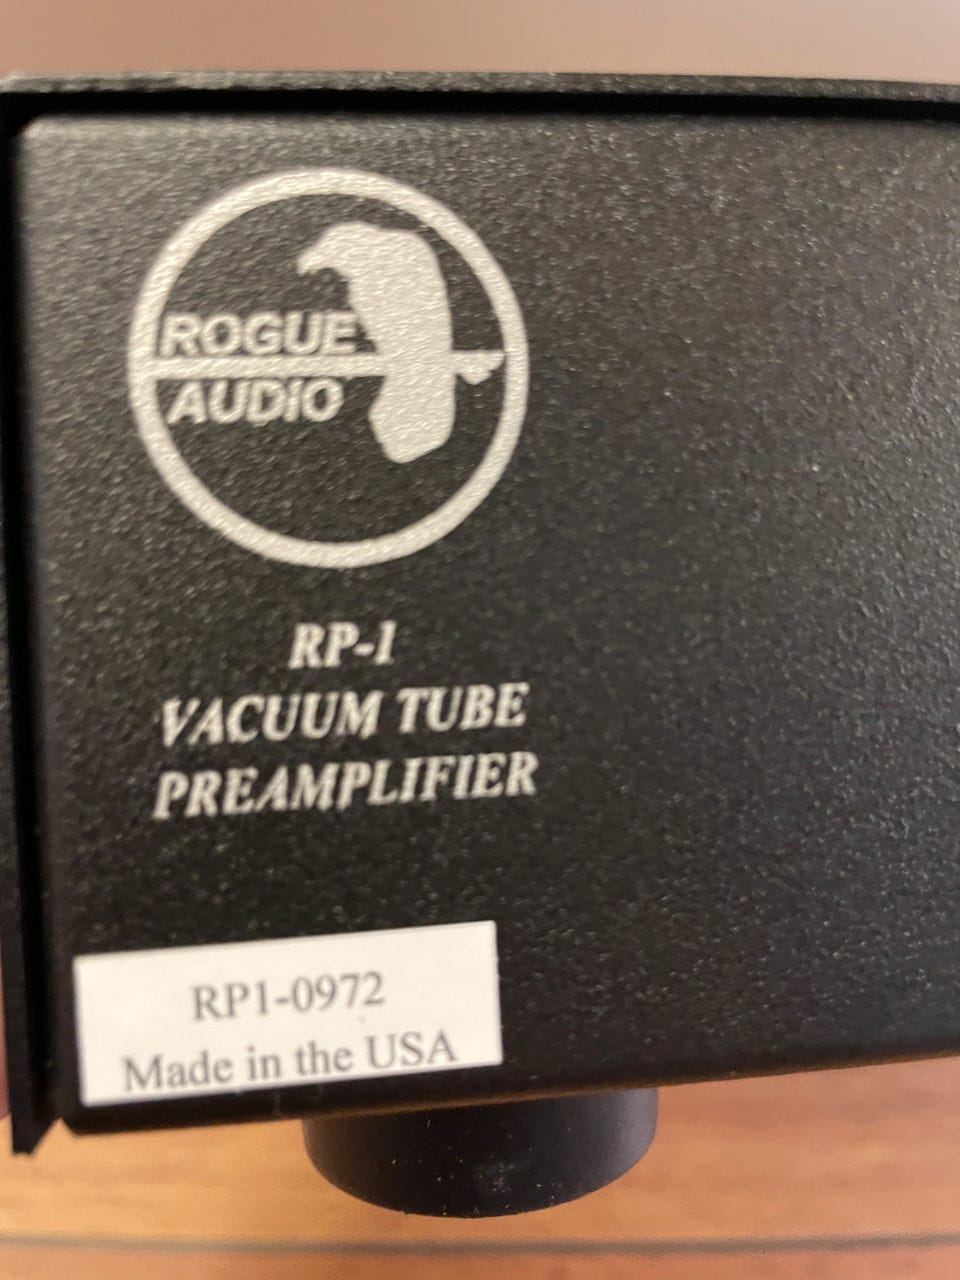 ROGUE
AUDIO
RP-1
VACUUM TUBE
PREAMPLIFIER
RP1-0972
Made in the USA